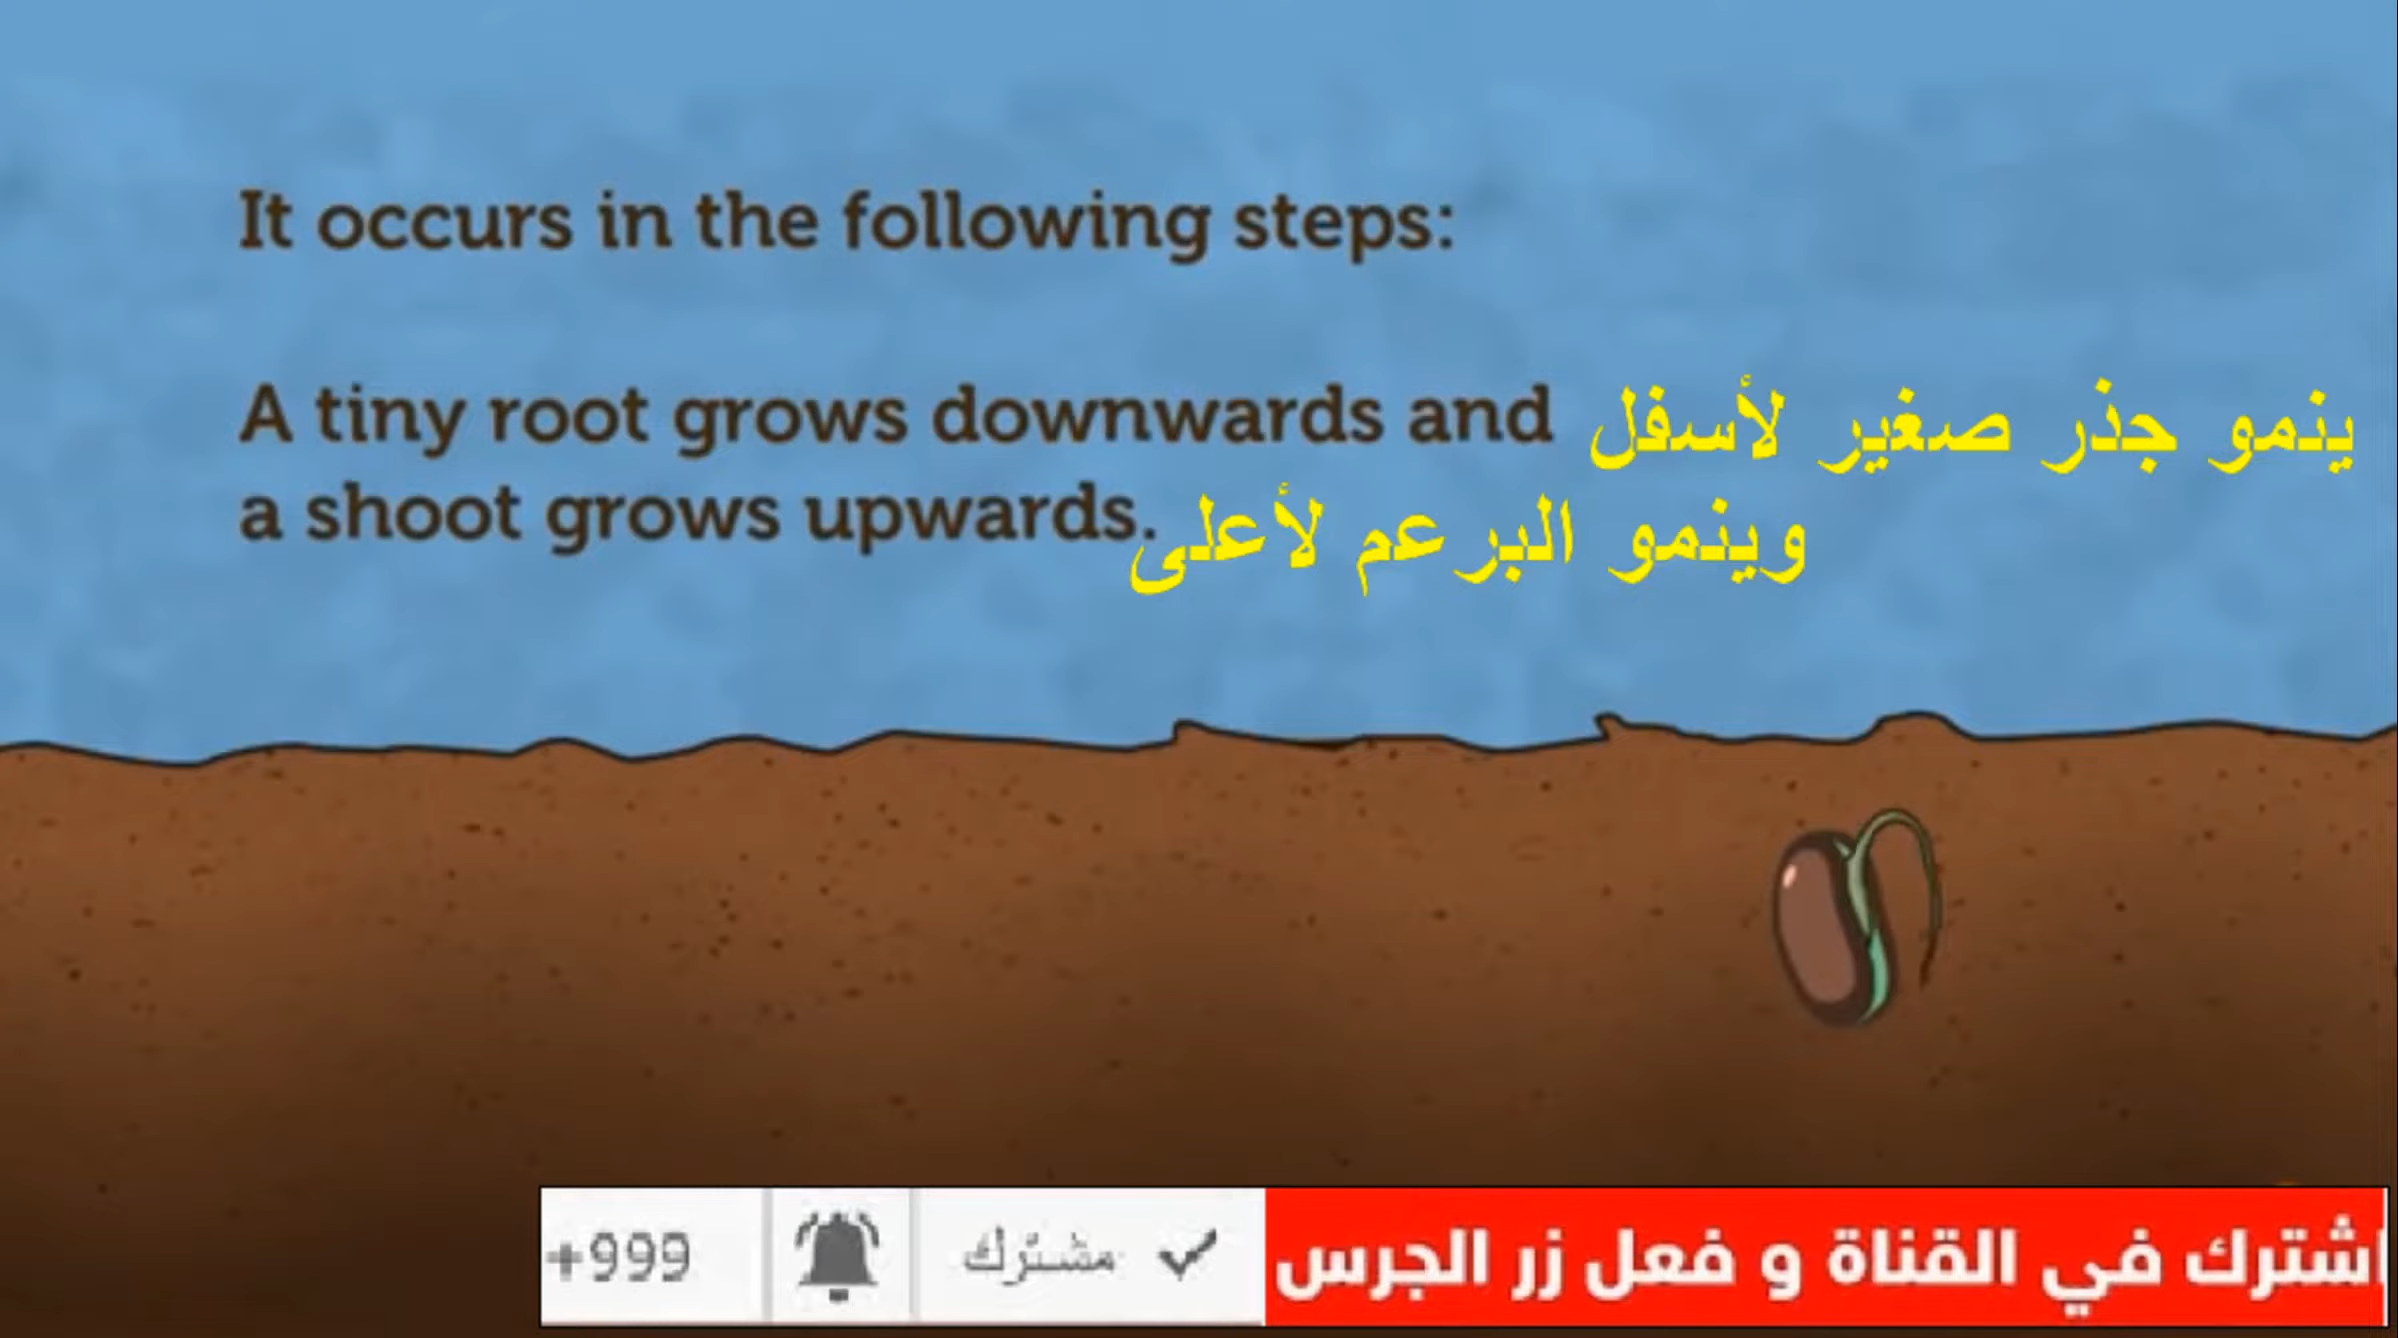 It occurs in the following steps:
A tiny root grows downwards and
a shoot grows upwards.
ينمو جذر صغير لأسفل
وينمو البرعم لأعلى
اشترك في القناة و فعل زر الجرس
مشترك
+999